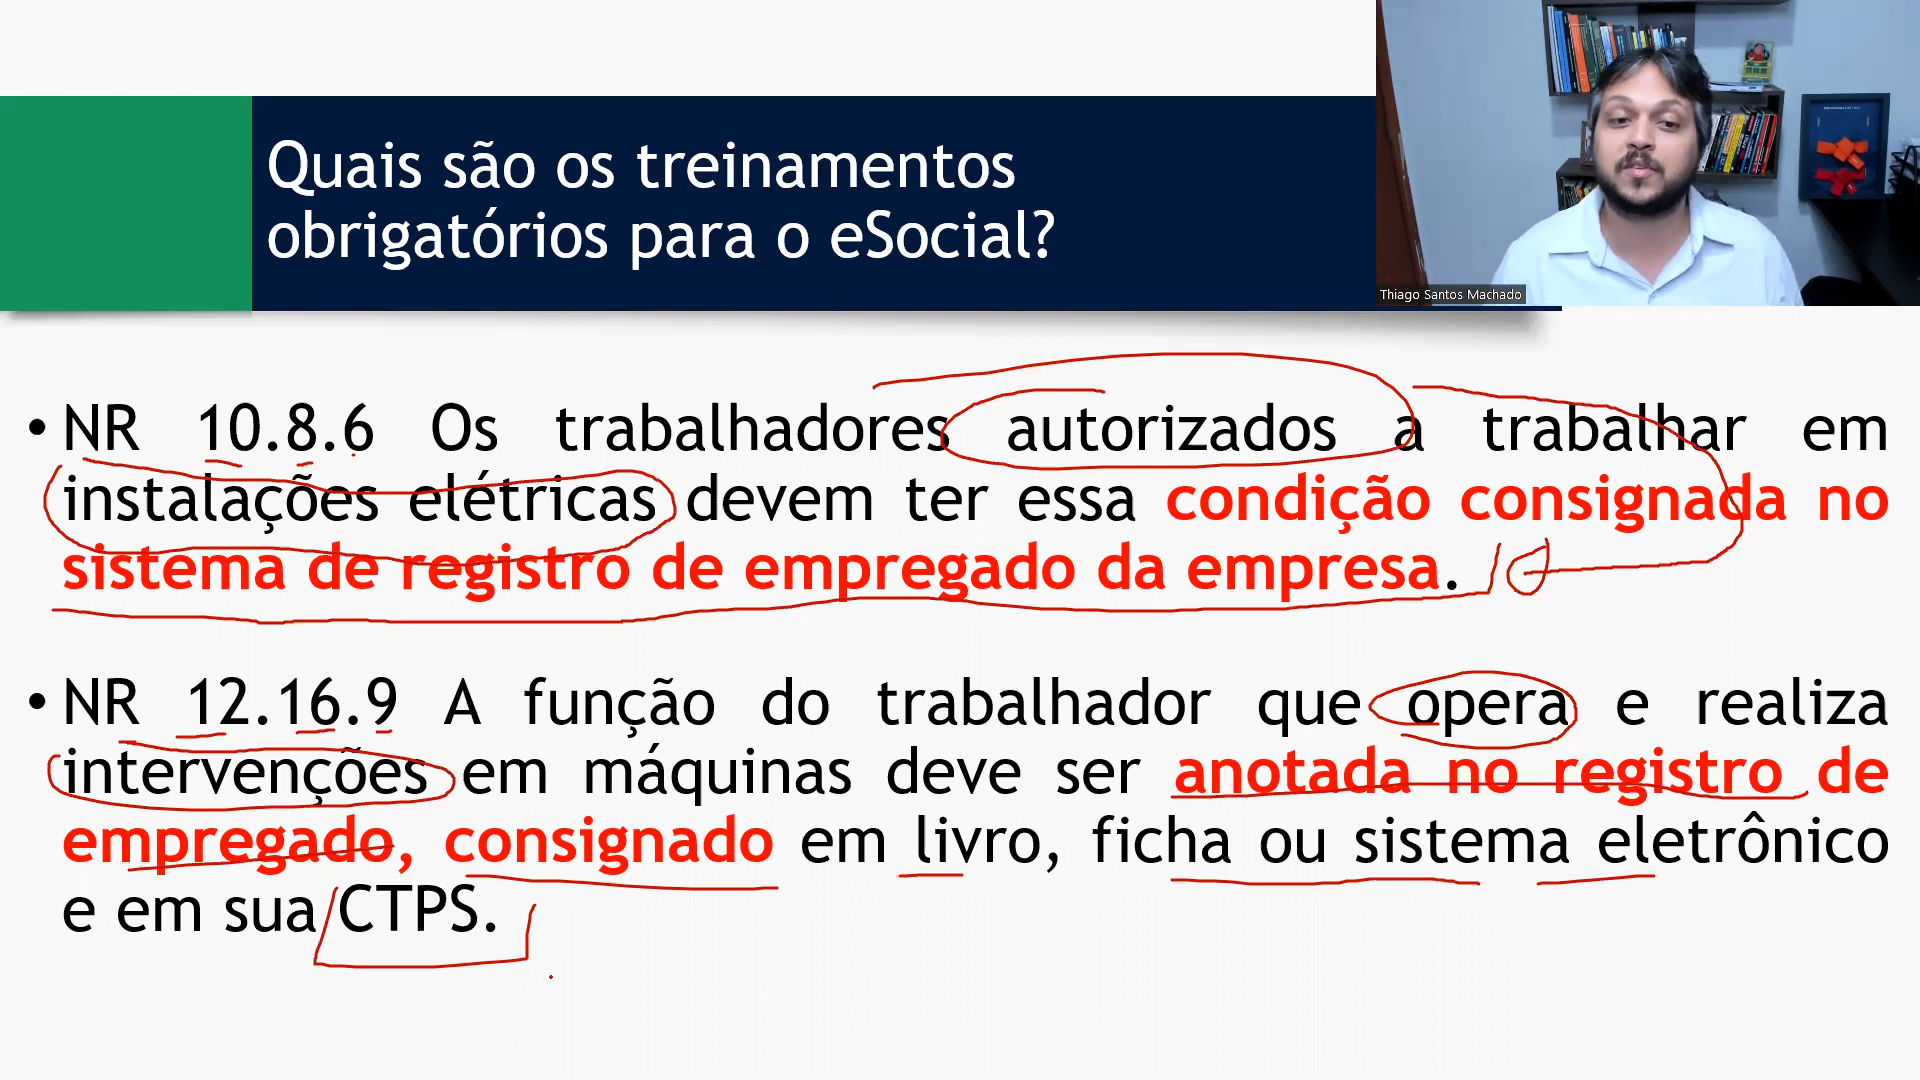 Quais são os treinamentos
obrigatórios para o eSocial?
Thiago Santos Machado
• NR 10.8.6 Os trabalhadores autorizados a trabalhar em
instalações elétricas devem ter essa condição consignada no
sistema de registro de empregado da empresa.
• NR 12.16.9 A função do trabalhador que opera e realiza
intervenções em máquinas deve ser anotada no registro de
empregado, consignado em livro, ficha ou sistema eletrônico
e em sua CTPS.